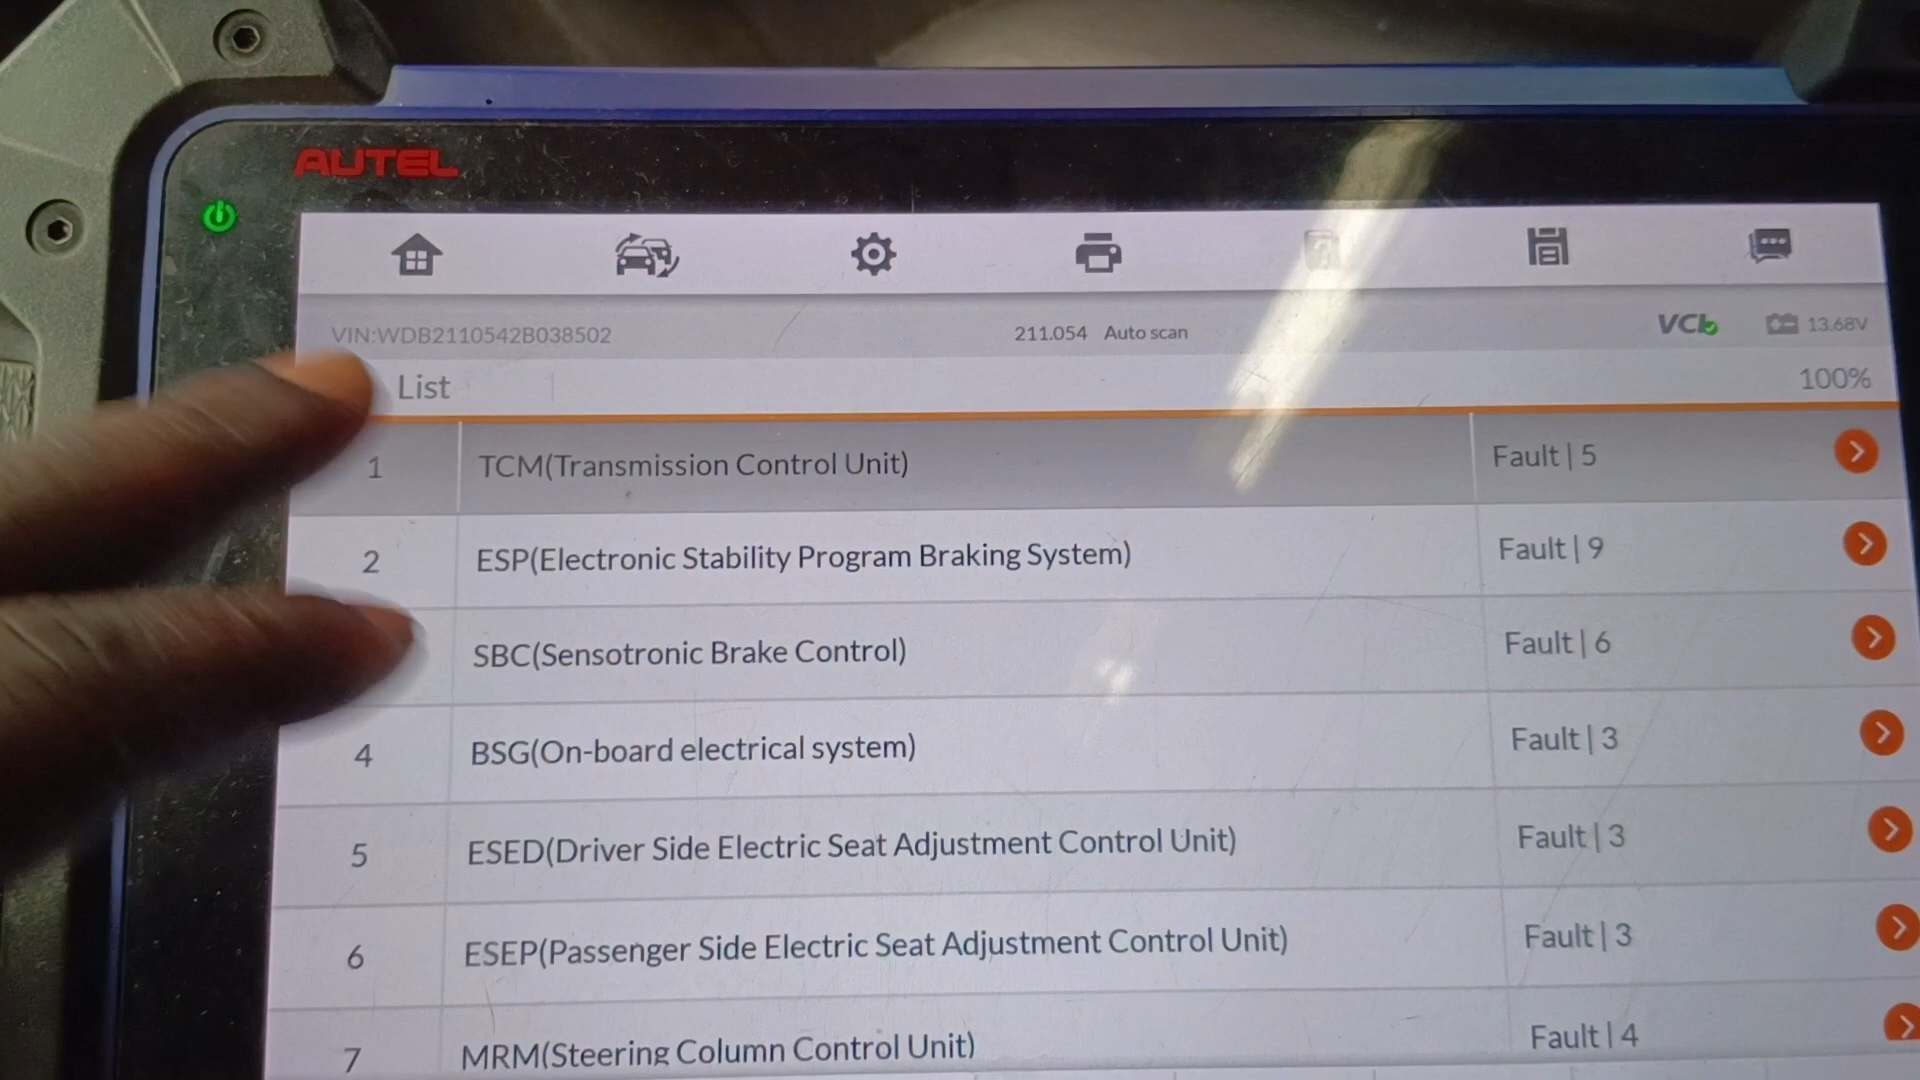 AUTEL
VIN:WDB2110542B038502 211.054 Auto scan VCI 13.68V
List 100%
1 TCM(Transmission Control Unit) Fault | 5
2 ESP(Electronic Stability Program Braking System) Fault | 9
SBC(Sensotronic Brake Control) Fault | 6
4 BSG(On-board electrical system) Fault | 3
5 ESED(Driver Side Electric Seat Adjustment Control Unit) Fault | 3
6 ESEP(Passenger Side Electric Seat Adjustment Control Unit) Fault | 3
7 MRM(Steering Column Control Unit) Fault | 4